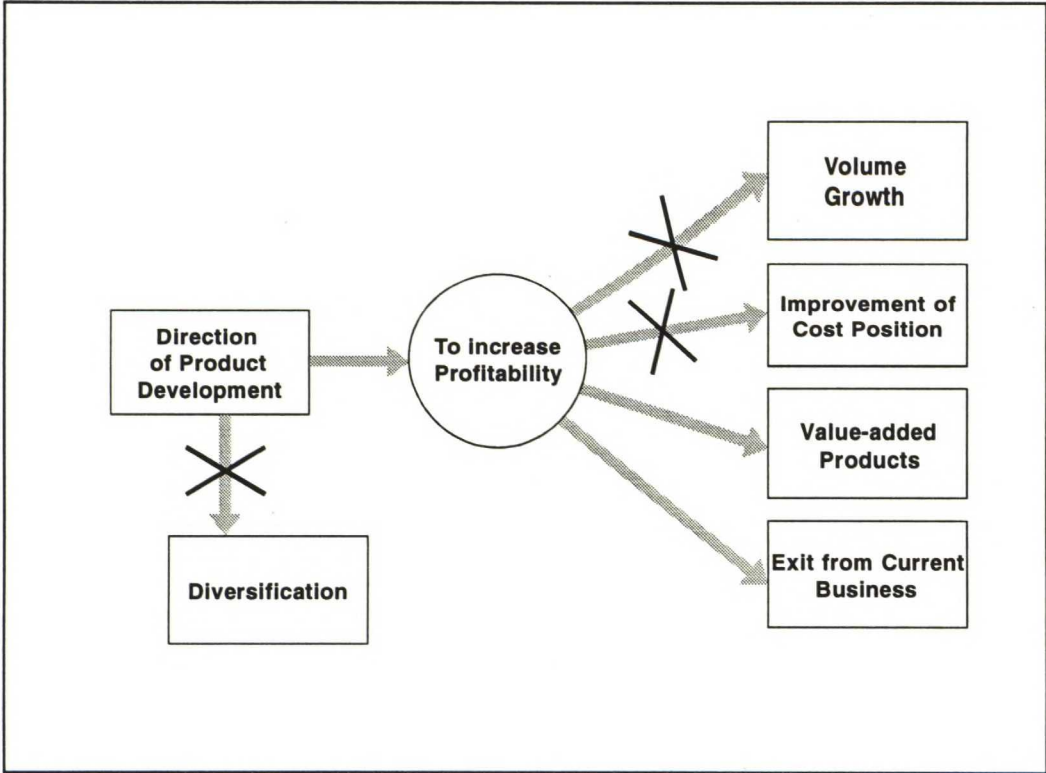 Direction
of Product
Development
Diversification
To increase
Profitability
Volume
Growth
Improvement of
Cost Position
Value-added
Products
Exit from Current
Business